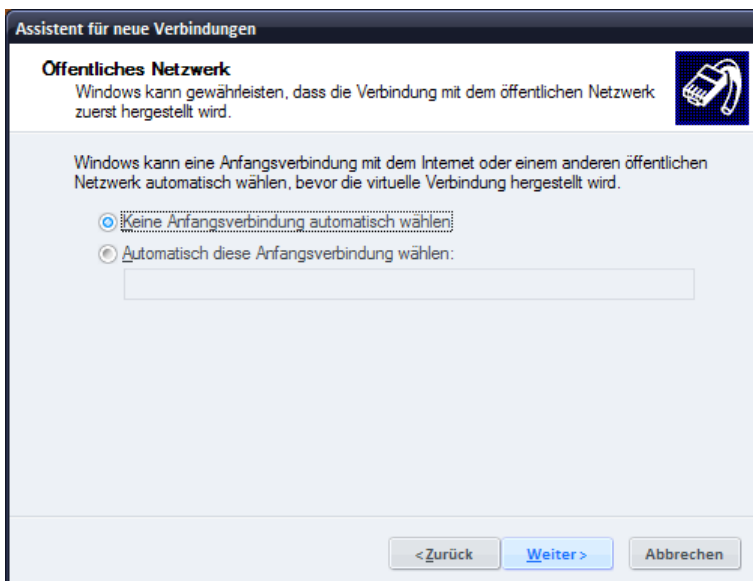 Assistent für neue Verbindungen
Öffentliches Netzwerk
Windows kann gewährleisten, dass die Verbindung mit dem öffentlichen Netzwerk
zuerst hergestellt wird.
Windows kann eine Anfangsverbindung mit dem Internet oder einem anderen öffentlichen
Netzwerk automatisch wählen, bevor die virtuelle Verbindung hergestellt wird.
Keine Anfangsverbindung automatisch wählen
Automatisch diese Anfangsverbindung wählen:
< Zurück Weiter > Abbrechen